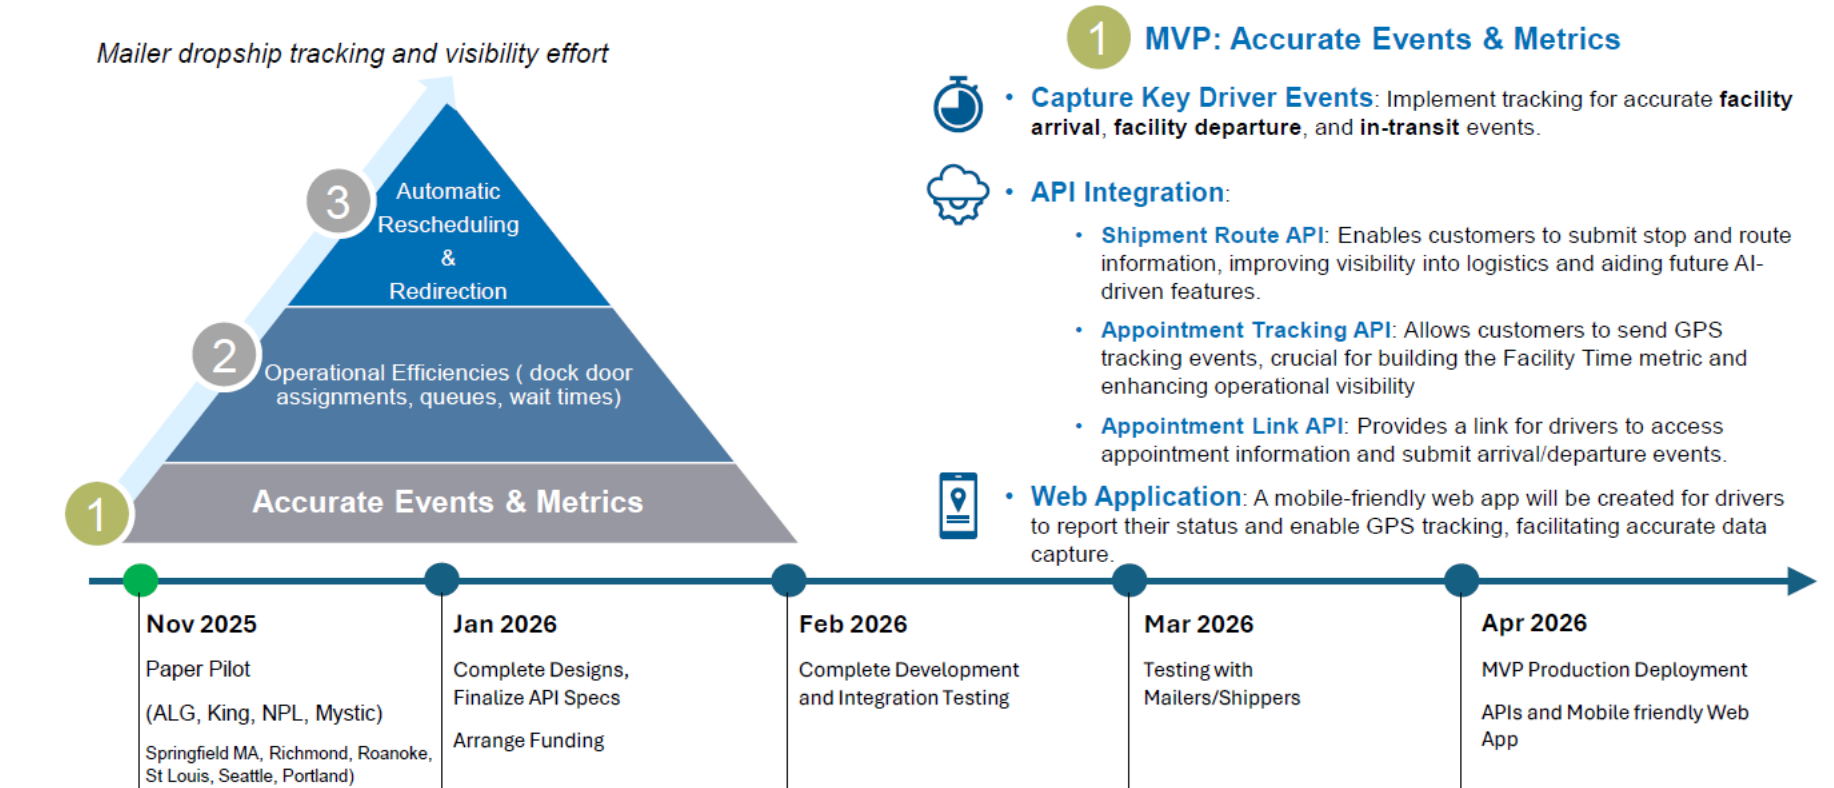 Mailer dropship tracking and visibility effort
3
Automatic
Rescheduling
&
Redirection
2
Operational Efficiencies ( dock door
assignments, queues, wait times)
1
Accurate Events & Metrics
1 MVP: Accurate Events & Metrics
• Capture Key Driver Events: Implement tracking for accurate facility
arrival, facility departure, and in-transit events.
• API Integration:
• Shipment Route API: Enables customers to submit stop and route
information, improving visibility into logistics and aiding future AI-
driven features.
• Appointment Tracking API: Allows customers to send GPS
tracking events, crucial for building the Facility Time metric and
enhancing operational visibility
• Appointment Link API: Provides a link for drivers to access
appointment information and submit arrival/departure events.
• Web Application: A mobile-friendly web app will be created for drivers
to report their status and enable GPS tracking, facilitating accurate data
capture.
Nov 2025
Paper Pilot
(ALG, King, NPL, Mystic)
Springfield MA, Richmond, Roanoke,
St Louis, Seattle, Portland)
Jan 2026
Complete Designs,
Finalize API Specs
Arrange Funding
Feb 2026
Complete Development
and Integration Testing
Mar 2026
Testing with
Mailers/Shippers
Apr 2026
MVP Production Deployment
APIs and Mobile friendly Web
App